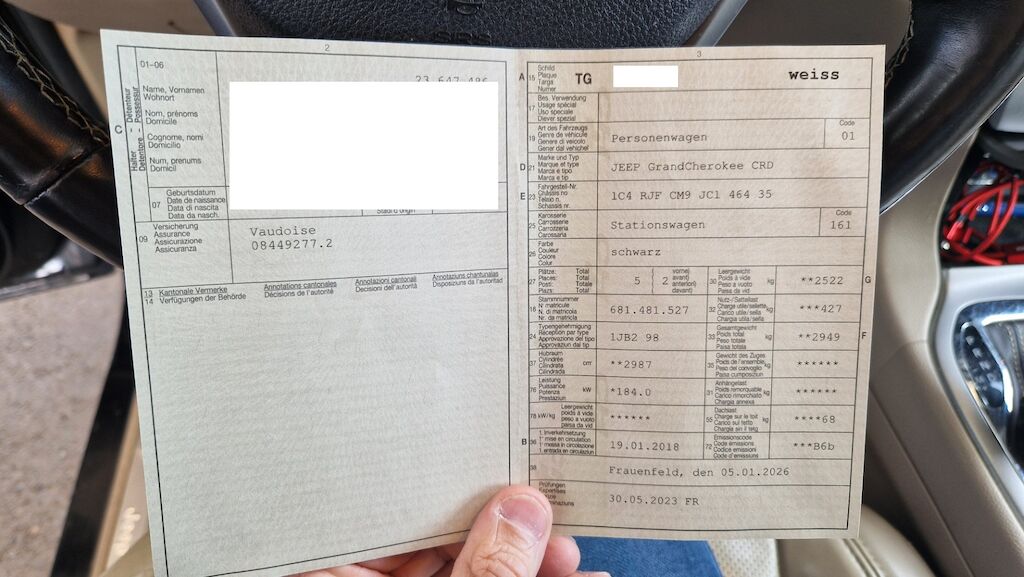 2
01-06
Name, Vornamen
Wohnort
Nom, prénoms
Domicile
Cognome, nomi
Domicilio
Num, prenums
Domicil
C
Halter - Détenteur
Detentore - Possessur
07
Geburtsdatum
Date de naissance
Data di nascita
Data da nasch.
09
Versicherung
Assurance
Assicurazione
Assicuranza
Vaudoise
08449277.2
13 Kantonale Vermerke
14 Verfügungen der Behörde
Annotations cantonales
Décisions de l'autorité
Annotazioni cantonali
Decisioni dell'autorità
Annotaziuns chantunalas
Disposiziuns da l'autoritad
3
A 15
Schild
Plaque
Targa
Numer
TG
weiss
17
Bes. Verwendung
Usage spécial
Uso speciale
Diever spezial
19
Art des Fahrzeugs
Genre de véhicule
Genere di veicolo
Gener dal vehichel
Personenwagen
Code
01
D 21
Marke und Typ
Marque et type
Marca e tipo
Marca e tip
JEEP GrandCherokee CRD
E 23
Fahrgestell-Nr.
Châssis no
Telaio n.
Schassis nr.
1C4 RJF CM9 JC1 464 35
25
Karosserie
Carrosserie
Carrozzeria
Carossaria
Stationswagen
Code
161
26
Farbe
Couleur
Colore
Colur
schwarz
27
Plätze: Total
Places: Total
Posti: Totale
Plazs: Total
5 ( 2 vorne)
avant)
anteriori)
davant)
30
Leergewicht
Poids à vide
Peso a vuoto
Paisa da vid
kg
**2522
G
18
Stammnummer
N° matricule
N. di matricola
Nr. da matricla
681.481.527
32
Nutz-/Sattellast
Charge utile/sellette
Carico utile/sella
Chargia utila/sella
kg
***427
24
Typengenehmigung
Réception par type
Approvazione del tipo
Approvaziun dal tip
1JB2 98
33
Gesamtgewicht
Poids total
Peso totale
Paisa totala
kg
**2949
F
37
Hubraum
Cylindrée
Cilindrata
Cilindrada
cm³
**2987
35
Gewicht des Zuges
Poids de l'ensemble
Peso del convoglio
Paisa cumposiziun
kg
******
76
Leistung
Puissance
Potenza
Prestaziun
kW
*184.0
31
Anhängelast
Poids remorquable
Carico rimorchiato
Chargia annexa
kg
******
78 kW/kg
Leergewicht
poids à vide
peso a vuoto
paisa da vid
******
55
Dachlast
Charge sur le toit
Carico sul tetto
Chargia sin il tetg
kg
****68
B 36
1. Inverkehrsetzung
1re mise en circulation
1a messa in circolazione
1. entrada en circulaziun
19.01.2018
72
Emissionscode
Code émissions
Codice emissioni
Code d'emissiuns
***B6b
38
Frauenfeld, den 05.01.2026
Prüfungen
Expertises
30.05.2023 FR